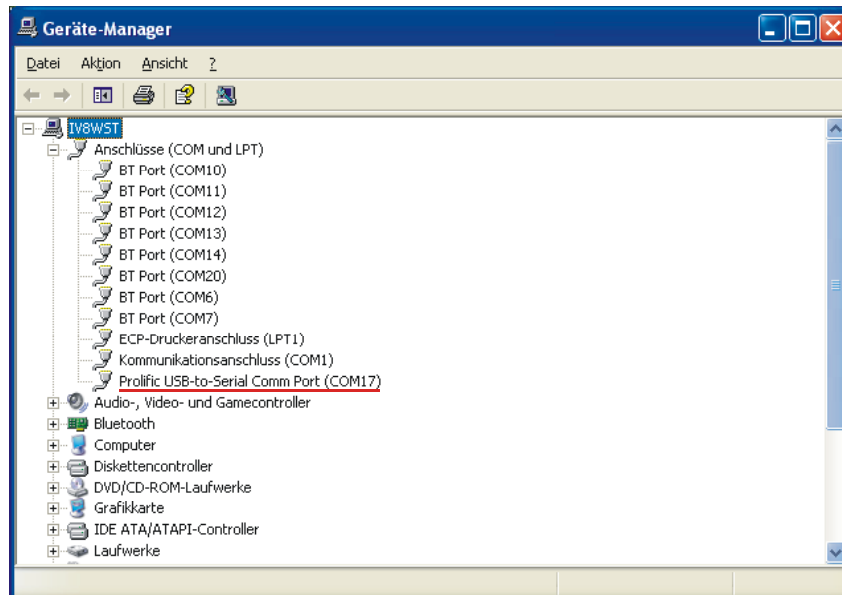 Geräte-Manager
Datei Aktion Ansicht ?
IV8WST
Anschlüsse (COM und LPT)
BT Port (COM10)
BT Port (COM11)
BT Port (COM12)
BT Port (COM13)
BT Port (COM14)
BT Port (COM20)
BT Port (COM6)
BT Port (COM7)
ECP-Druckeranschluss (LPT1)
Kommunikationsanschluss (COM1)
Prolific USB-to-Serial Comm Port (COM17)
Audio-, Video- und Gamecontroller
Bluetooth
Computer
Diskettencontroller
DVD/CD-ROM-Laufwerke
Grafikkarte
IDE ATA/ATAPI-Controller
Laufwerke